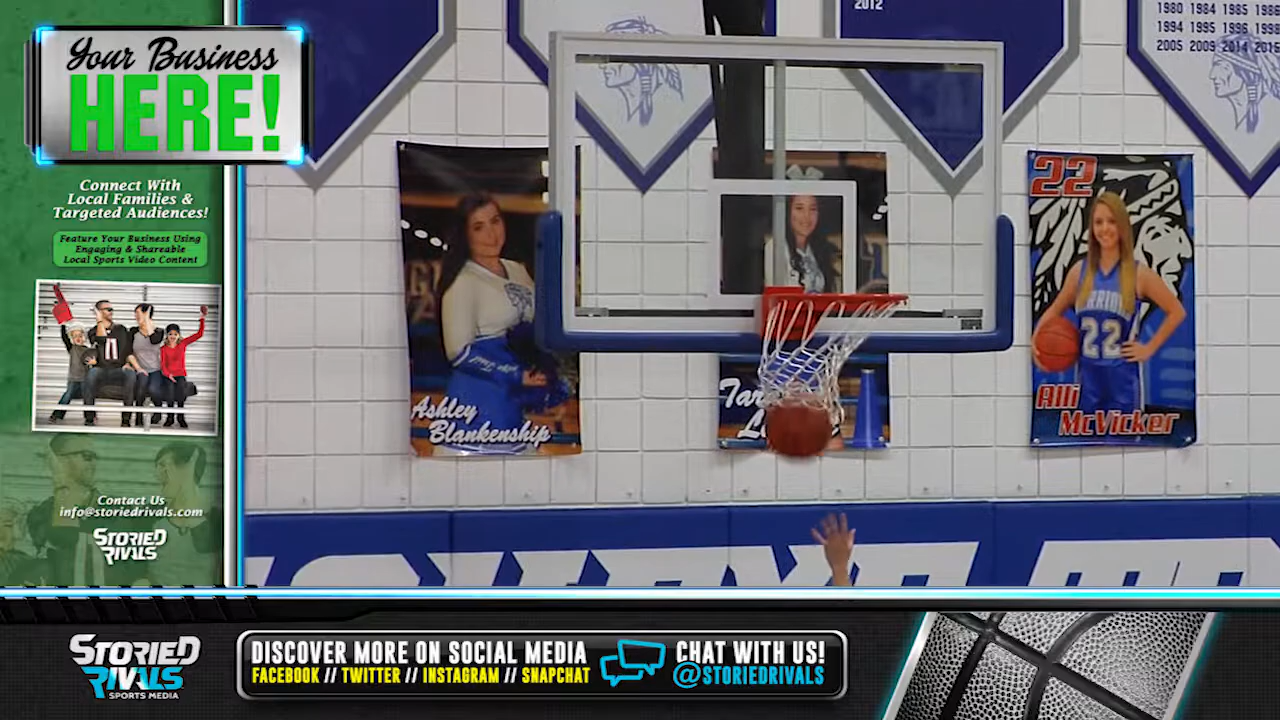 Your Business
HERE!
Connect With
Local Families &
Targeted Audiences!
Feature Your Business Using
Engaging & Shareable
Local Sports Video Content
Contact Us
info@storiedrivals.com
STORIED
RIVALS
2012
1980 1984 1985 198
1994 1995 1996 199
2005 2009 2014 201
Ashley
Blankenship
22
22
Alli
McVicker
STORIED
RIVALS
SPORTS MEDIA
DISCOVER MORE ON SOCIAL MEDIA
FACEBOOK // TWITTER // INSTAGRAM // SNAPCHAT
CHAT WITH US!
@STORIEDRIVALS